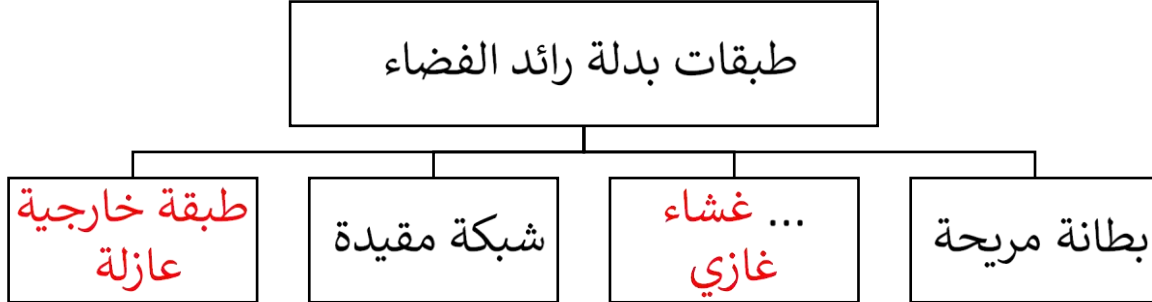 طبقات بدلة رائد الفضاء
بطانة مريحة
... غشاء
غازي
شبكة مقيدة
طبقة خارجية
عازلة